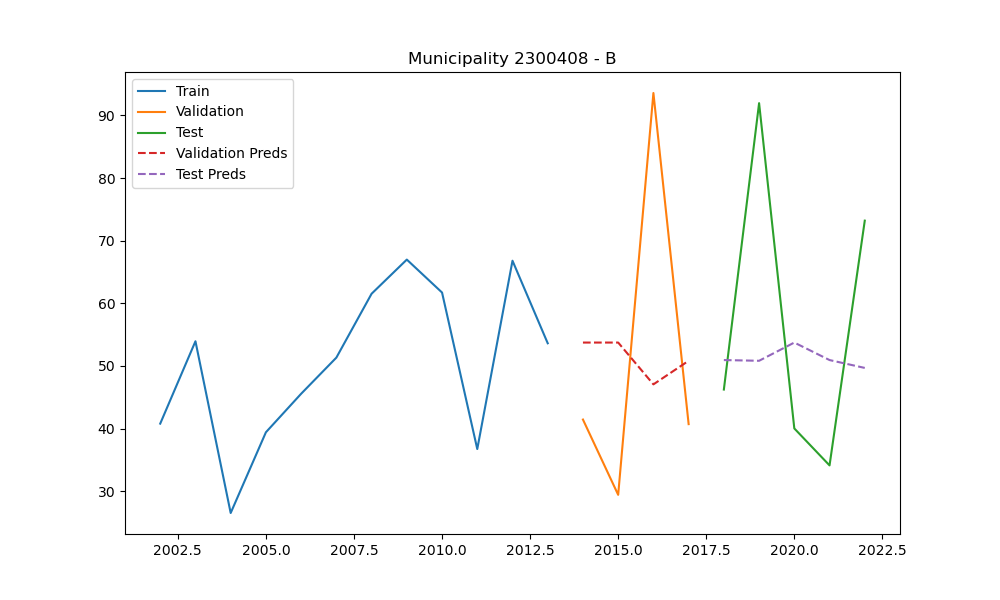 Municipality 2300408 - B
Train
Validation
Test
Validation Preds
Test Preds
90
80
70
60
50
40
30
2002.5 2005.0 2007.5 2010.0 2012.5 2015.0 2017.5 2020.0 2022.5